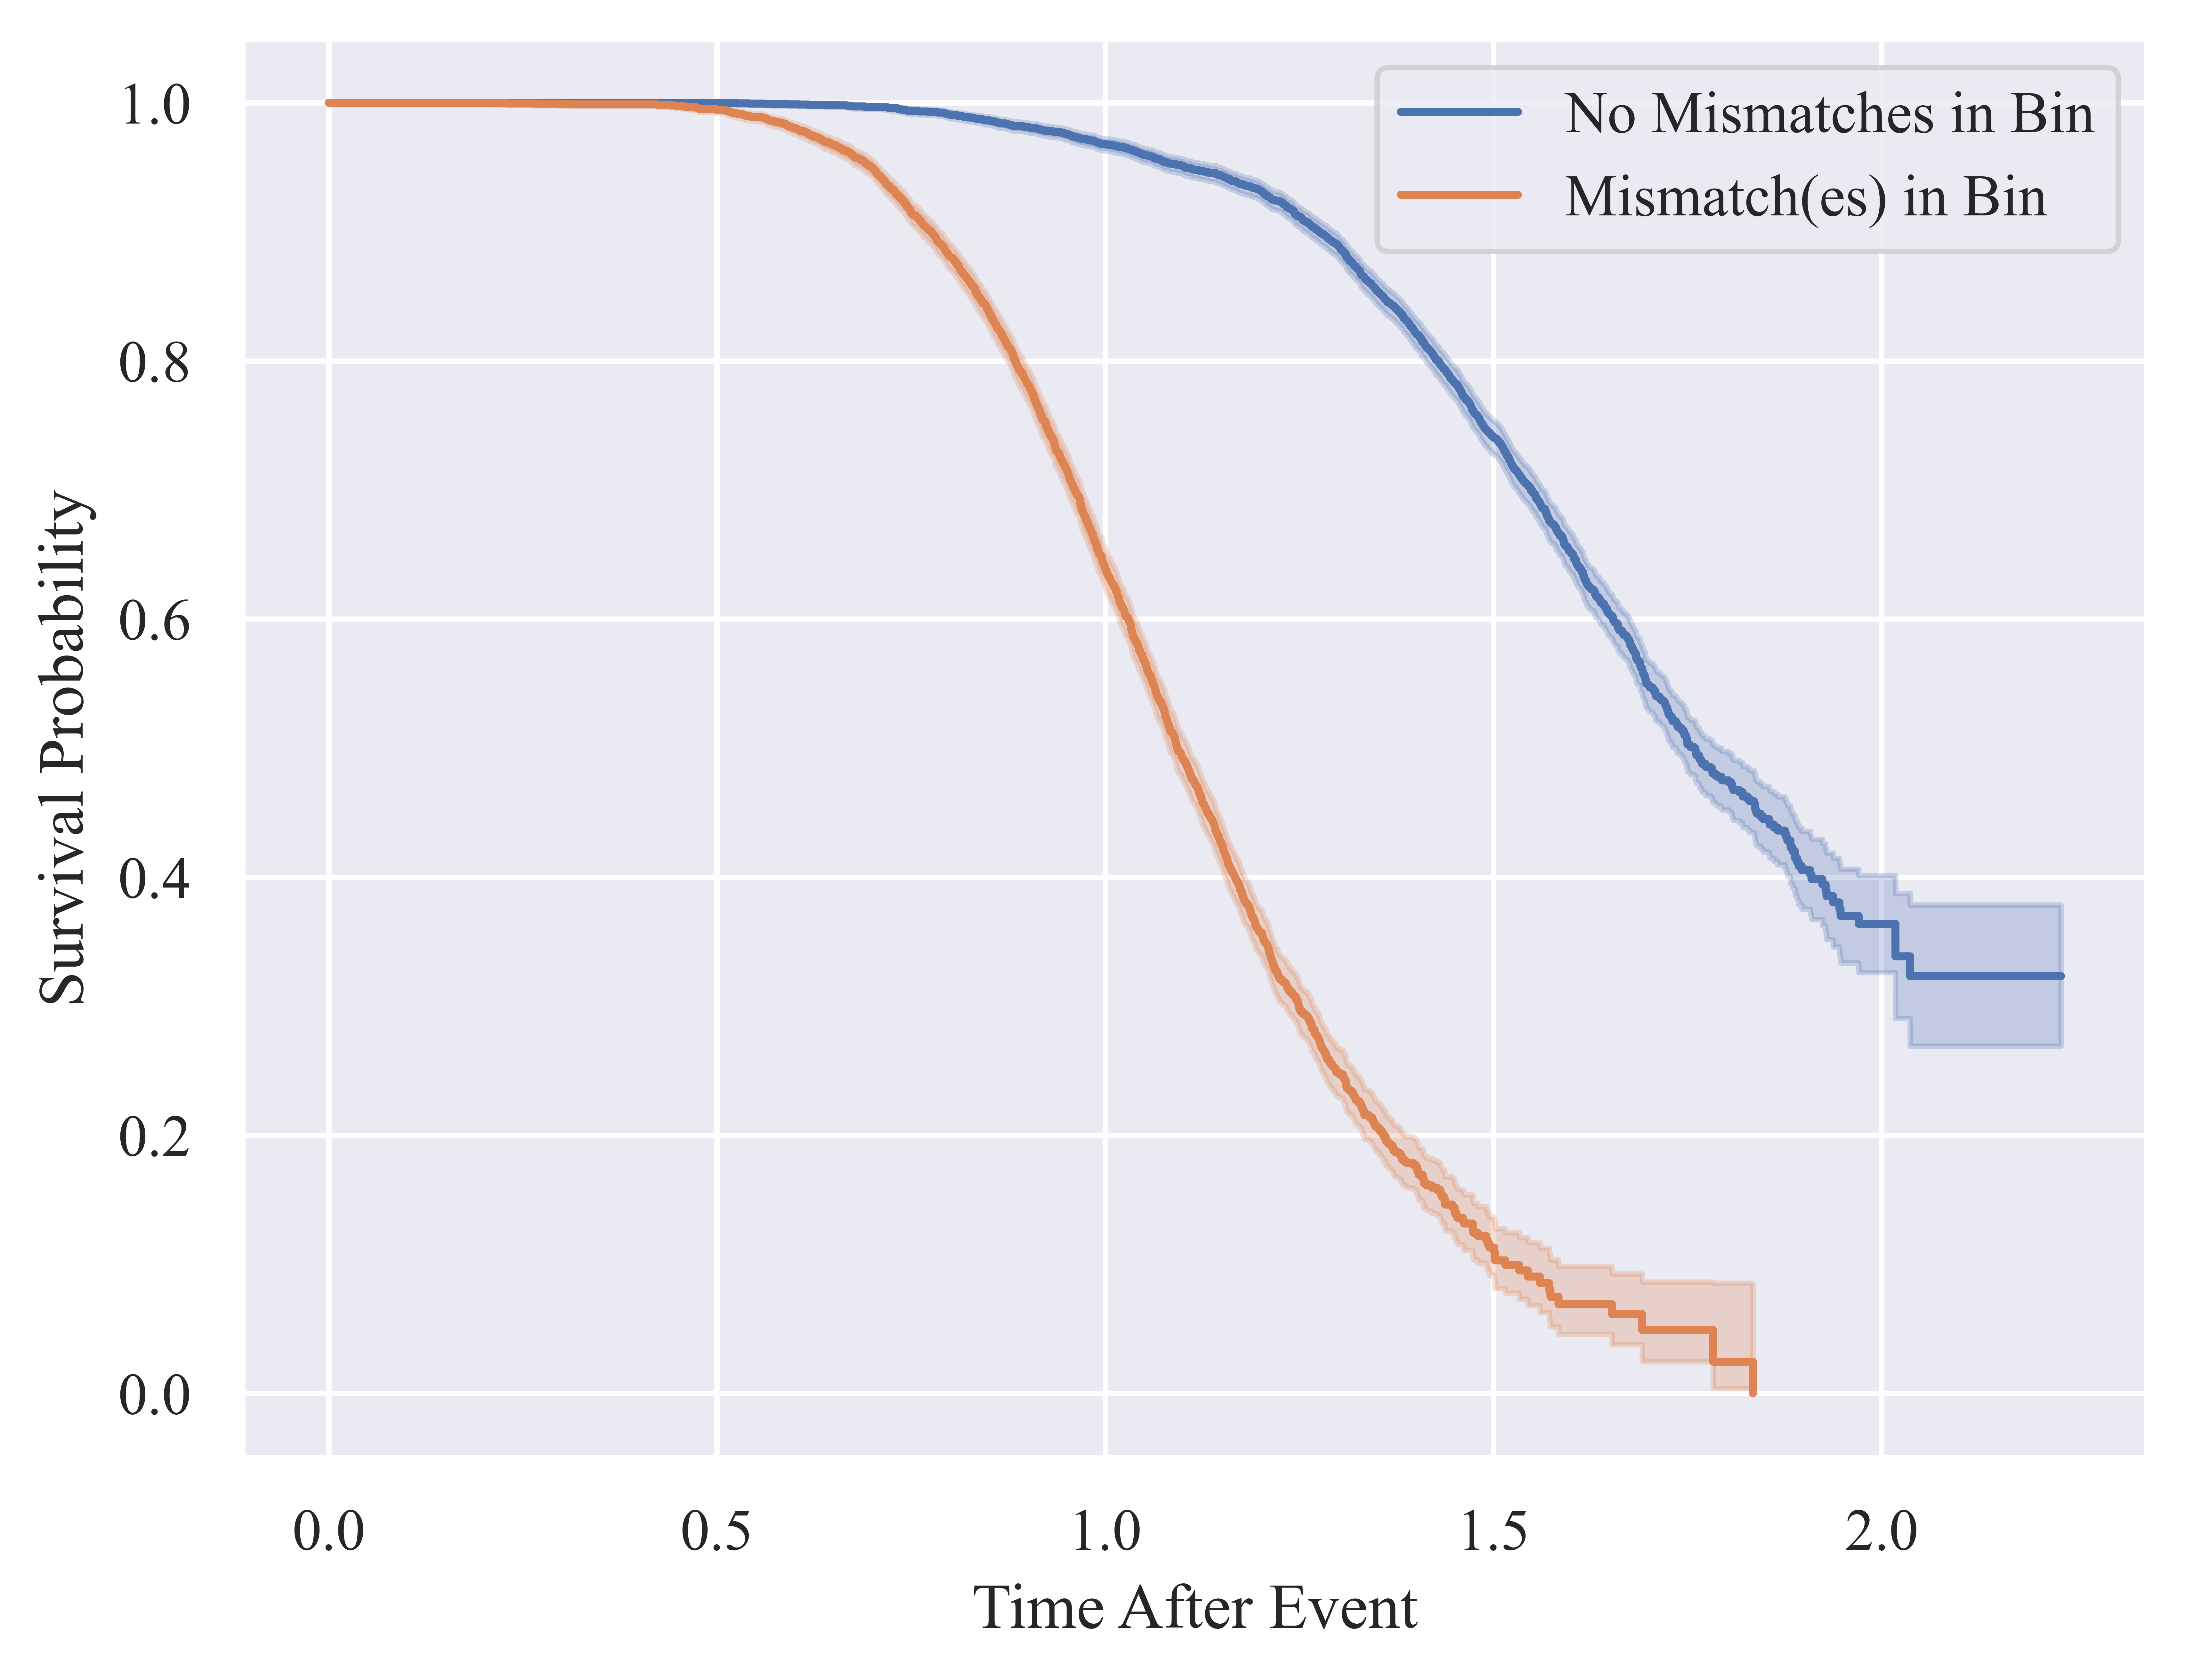 No Mismatches in Bin
Mismatch(es) in Bin
1.0
0.8
0.6
0.4
0.2
0.0
Survival Probability
0.0 0.5 1.0 1.5 2.0
Time After Event